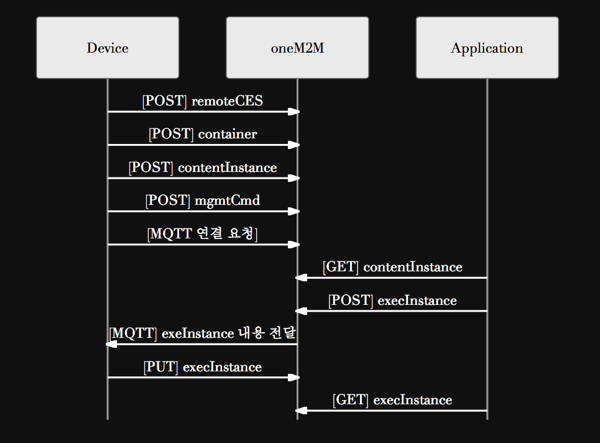 Device
oneM2M
Application
[POST] remoteCES
[POST] container
[POST] contentInstance
[POST] mgmtCmd
[MQTT 연결 요청]
[GET] contentInstance
[POST] execInstance
[MQTT] exeInstance 내용 전달
[PUT] execInstance
[GET] execInstance